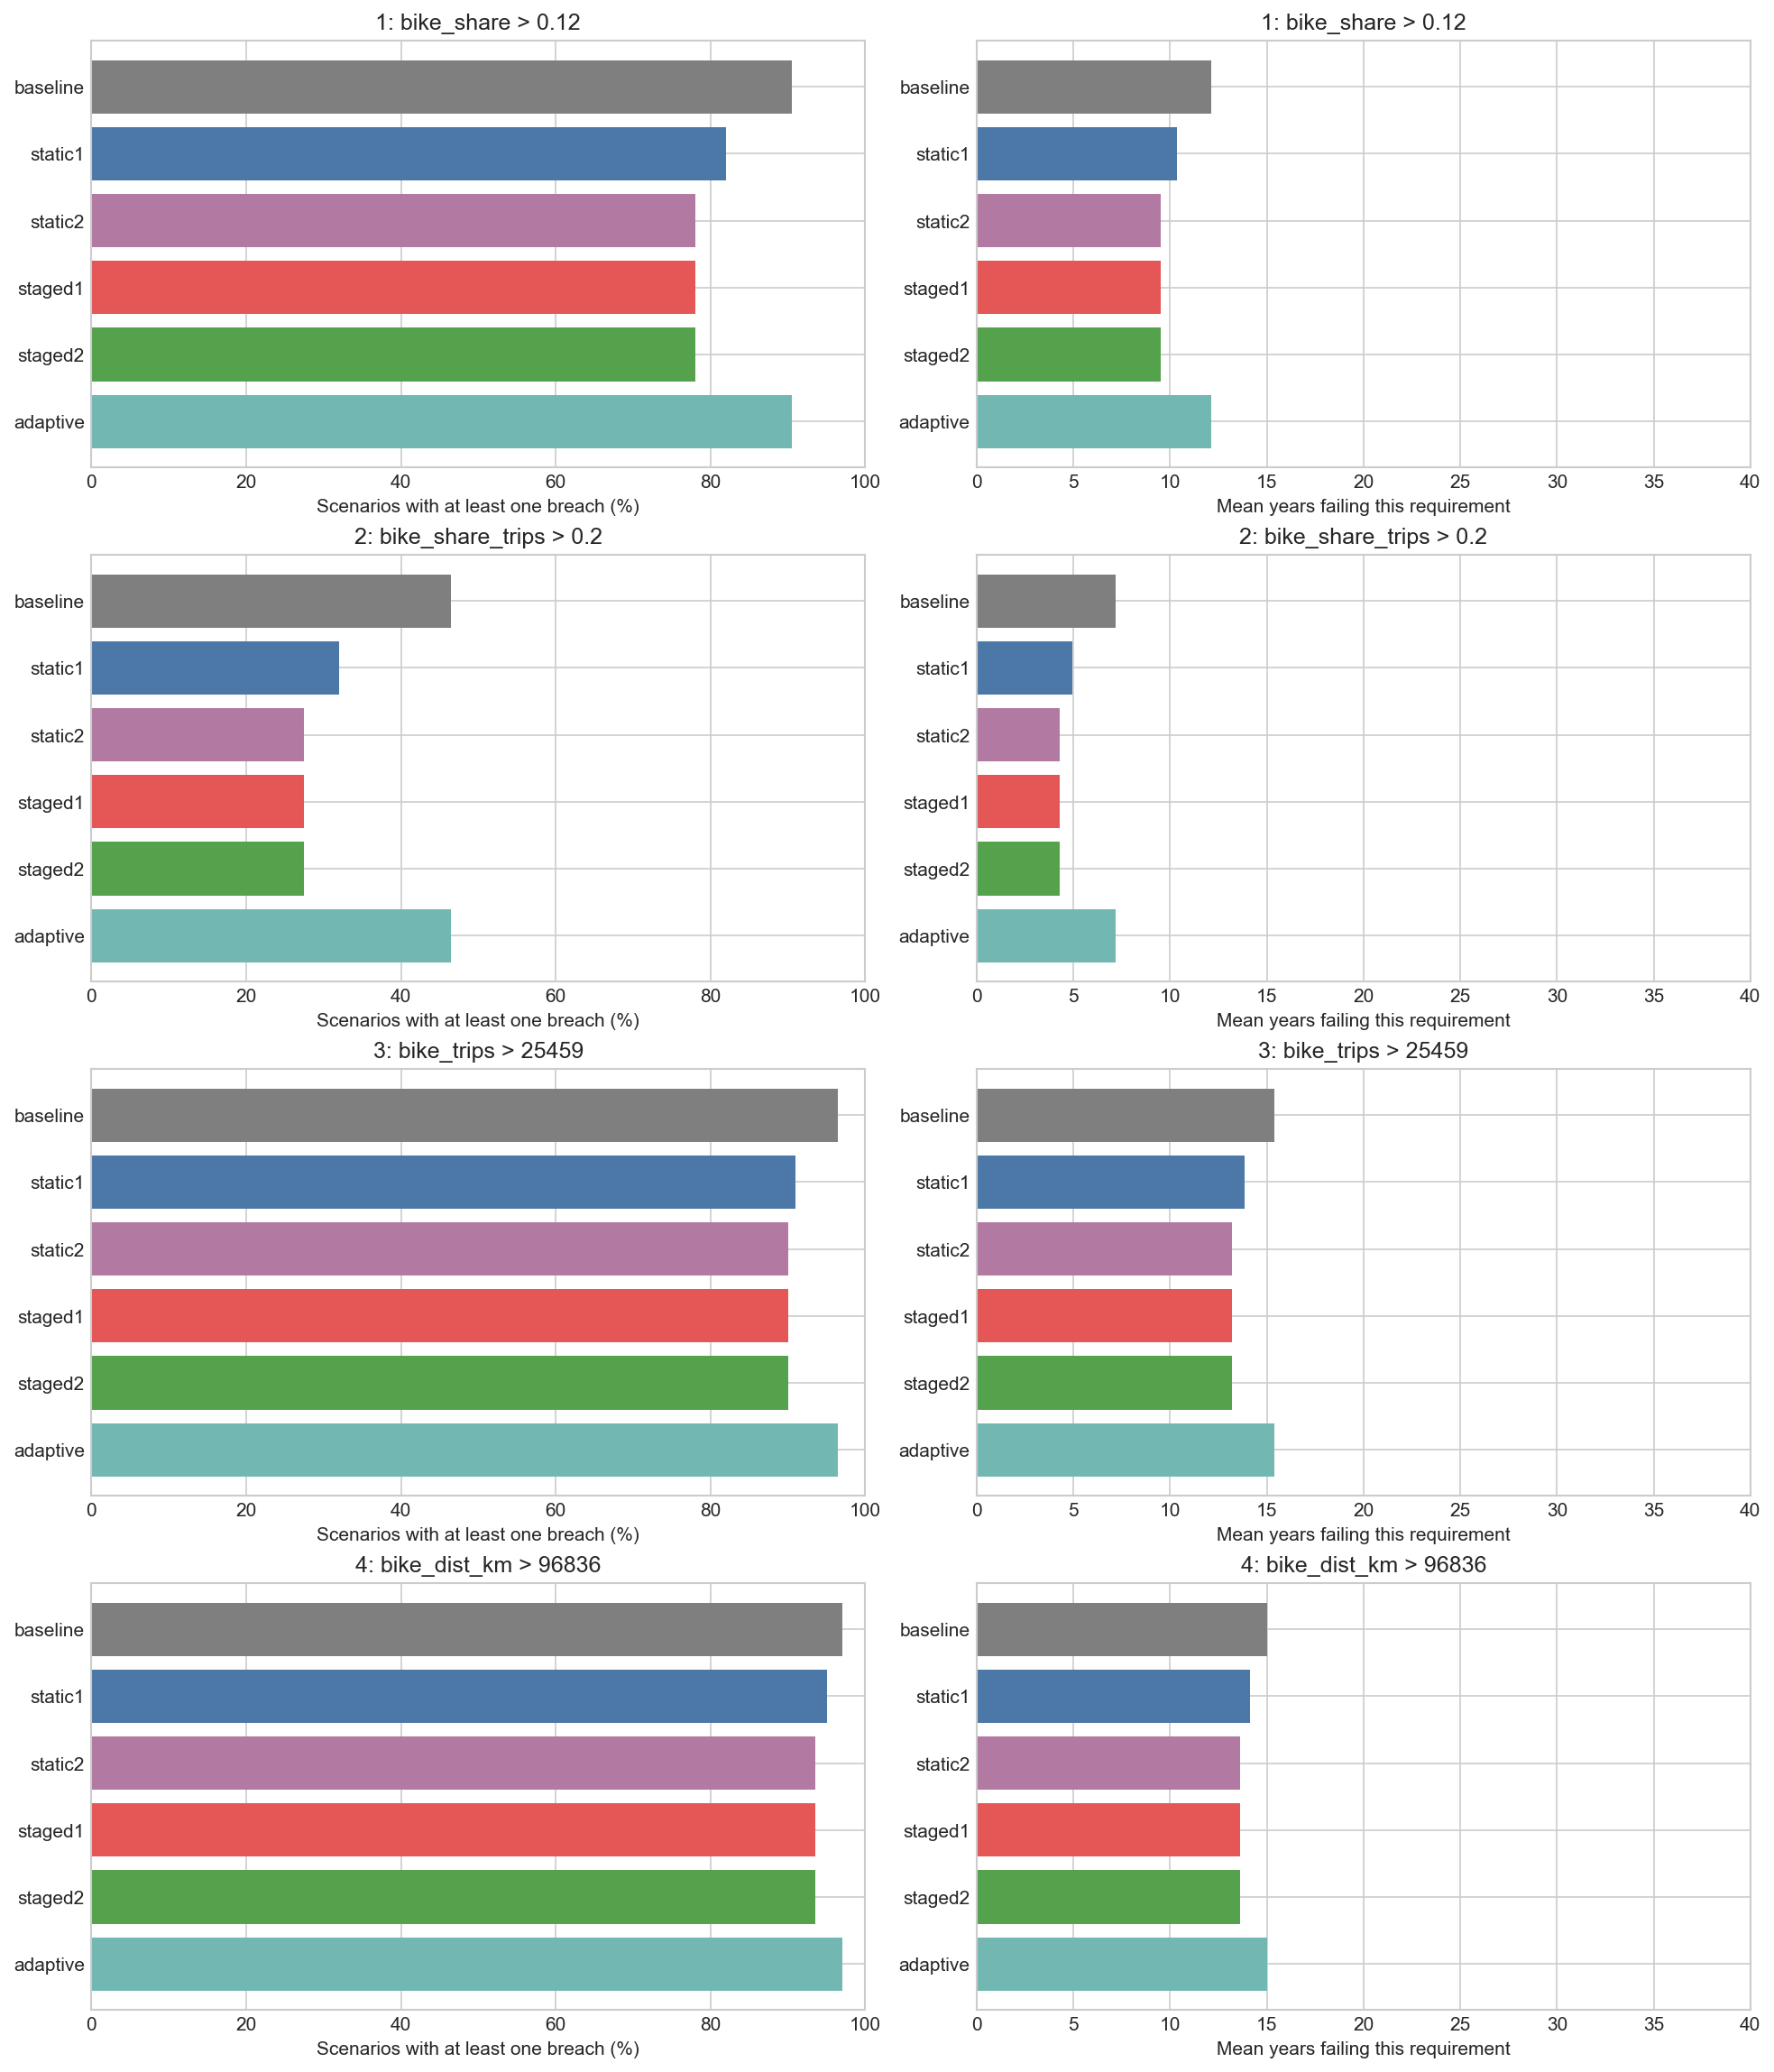 1: bike_share > 0.12
baseline
static1
static2
staged1
staged2
adaptive
0 20 40 60 80 100
Scenarios with at least one breach (%)
1: bike_share > 0.12
baseline
static1
static2
staged1
staged2
adaptive
0 5 10 15 20 25 30 35 40
Mean years failing this requirement
2: bike_share_trips > 0.2
baseline
static1
static2
staged1
staged2
adaptive
0 20 40 60 80 100
Scenarios with at least one breach (%)
2: bike_share_trips > 0.2
baseline
static1
static2
staged1
staged2
adaptive
0 5 10 15 20 25 30 35 40
Mean years failing this requirement
3: bike_trips > 25459
baseline
static1
static2
staged1
staged2
adaptive
0 20 40 60 80 100
Scenarios with at least one breach (%)
3: bike_trips > 25459
baseline
static1
static2
staged1
staged2
adaptive
0 5 10 15 20 25 30 35 40
Mean years failing this requirement
4: bike_dist_km > 96836
baseline
static1
static2
staged1
staged2
adaptive
0 20 40 60 80 100
Scenarios with at least one breach (%)
4: bike_dist_km > 96836
baseline
static1
static2
staged1
staged2
adaptive
0 5 10 15 20 25 30 35 40
Mean years failing this requirement